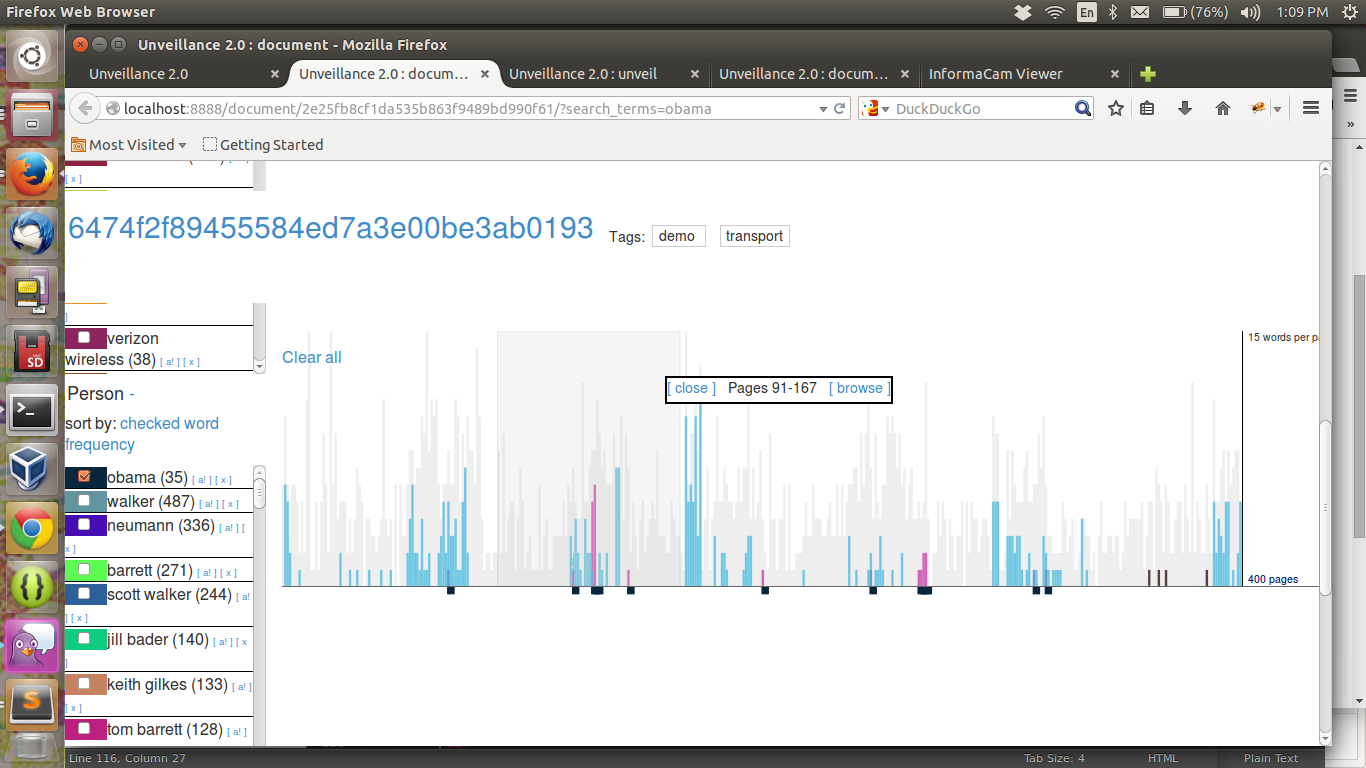 Firefox Web Browser
En
(76%)
1:09 PM
Unveillance 2.0 : document - Mozilla Firefox
Unveillance 2.0
Unveillance 2.0 : docum...
Unveillance 2.0 : unveil
Unveillance 2.0 : docum...
InformaCam Viewer
localhost:8888/document/2e25fb8cf1da535b863f9489bd990f61/?search_terms=obama
DuckDuckGo
Most Visited
Getting Started
[ x ]
6474f2f89455584ed7a3e00be3ab0193
Tags:
demo
transport
]
verizon
wireless (38) [ a! ] [ x ]
Clear all
15 words per pa
[ close ] Pages 91-167 [ browse ]
Person -
sort by: checked word
frequency
obama (35) [ a! ] [ x ]
walker (487) [ a! ] [ x ]
neumann (336) [ a! ] [
x ]
barrett (271) [ a! ] [ x ]
scott walker (244) [ a!
] [ x ]
400 pages
jill bader (140) [ a! ] [ x
]
keith gilkes (133) [ a! ]
[ x ]
tom barrett (128) [ a! ]
SD
Line 116, Column 27
Tab Size: 4
HTML
Plain Text